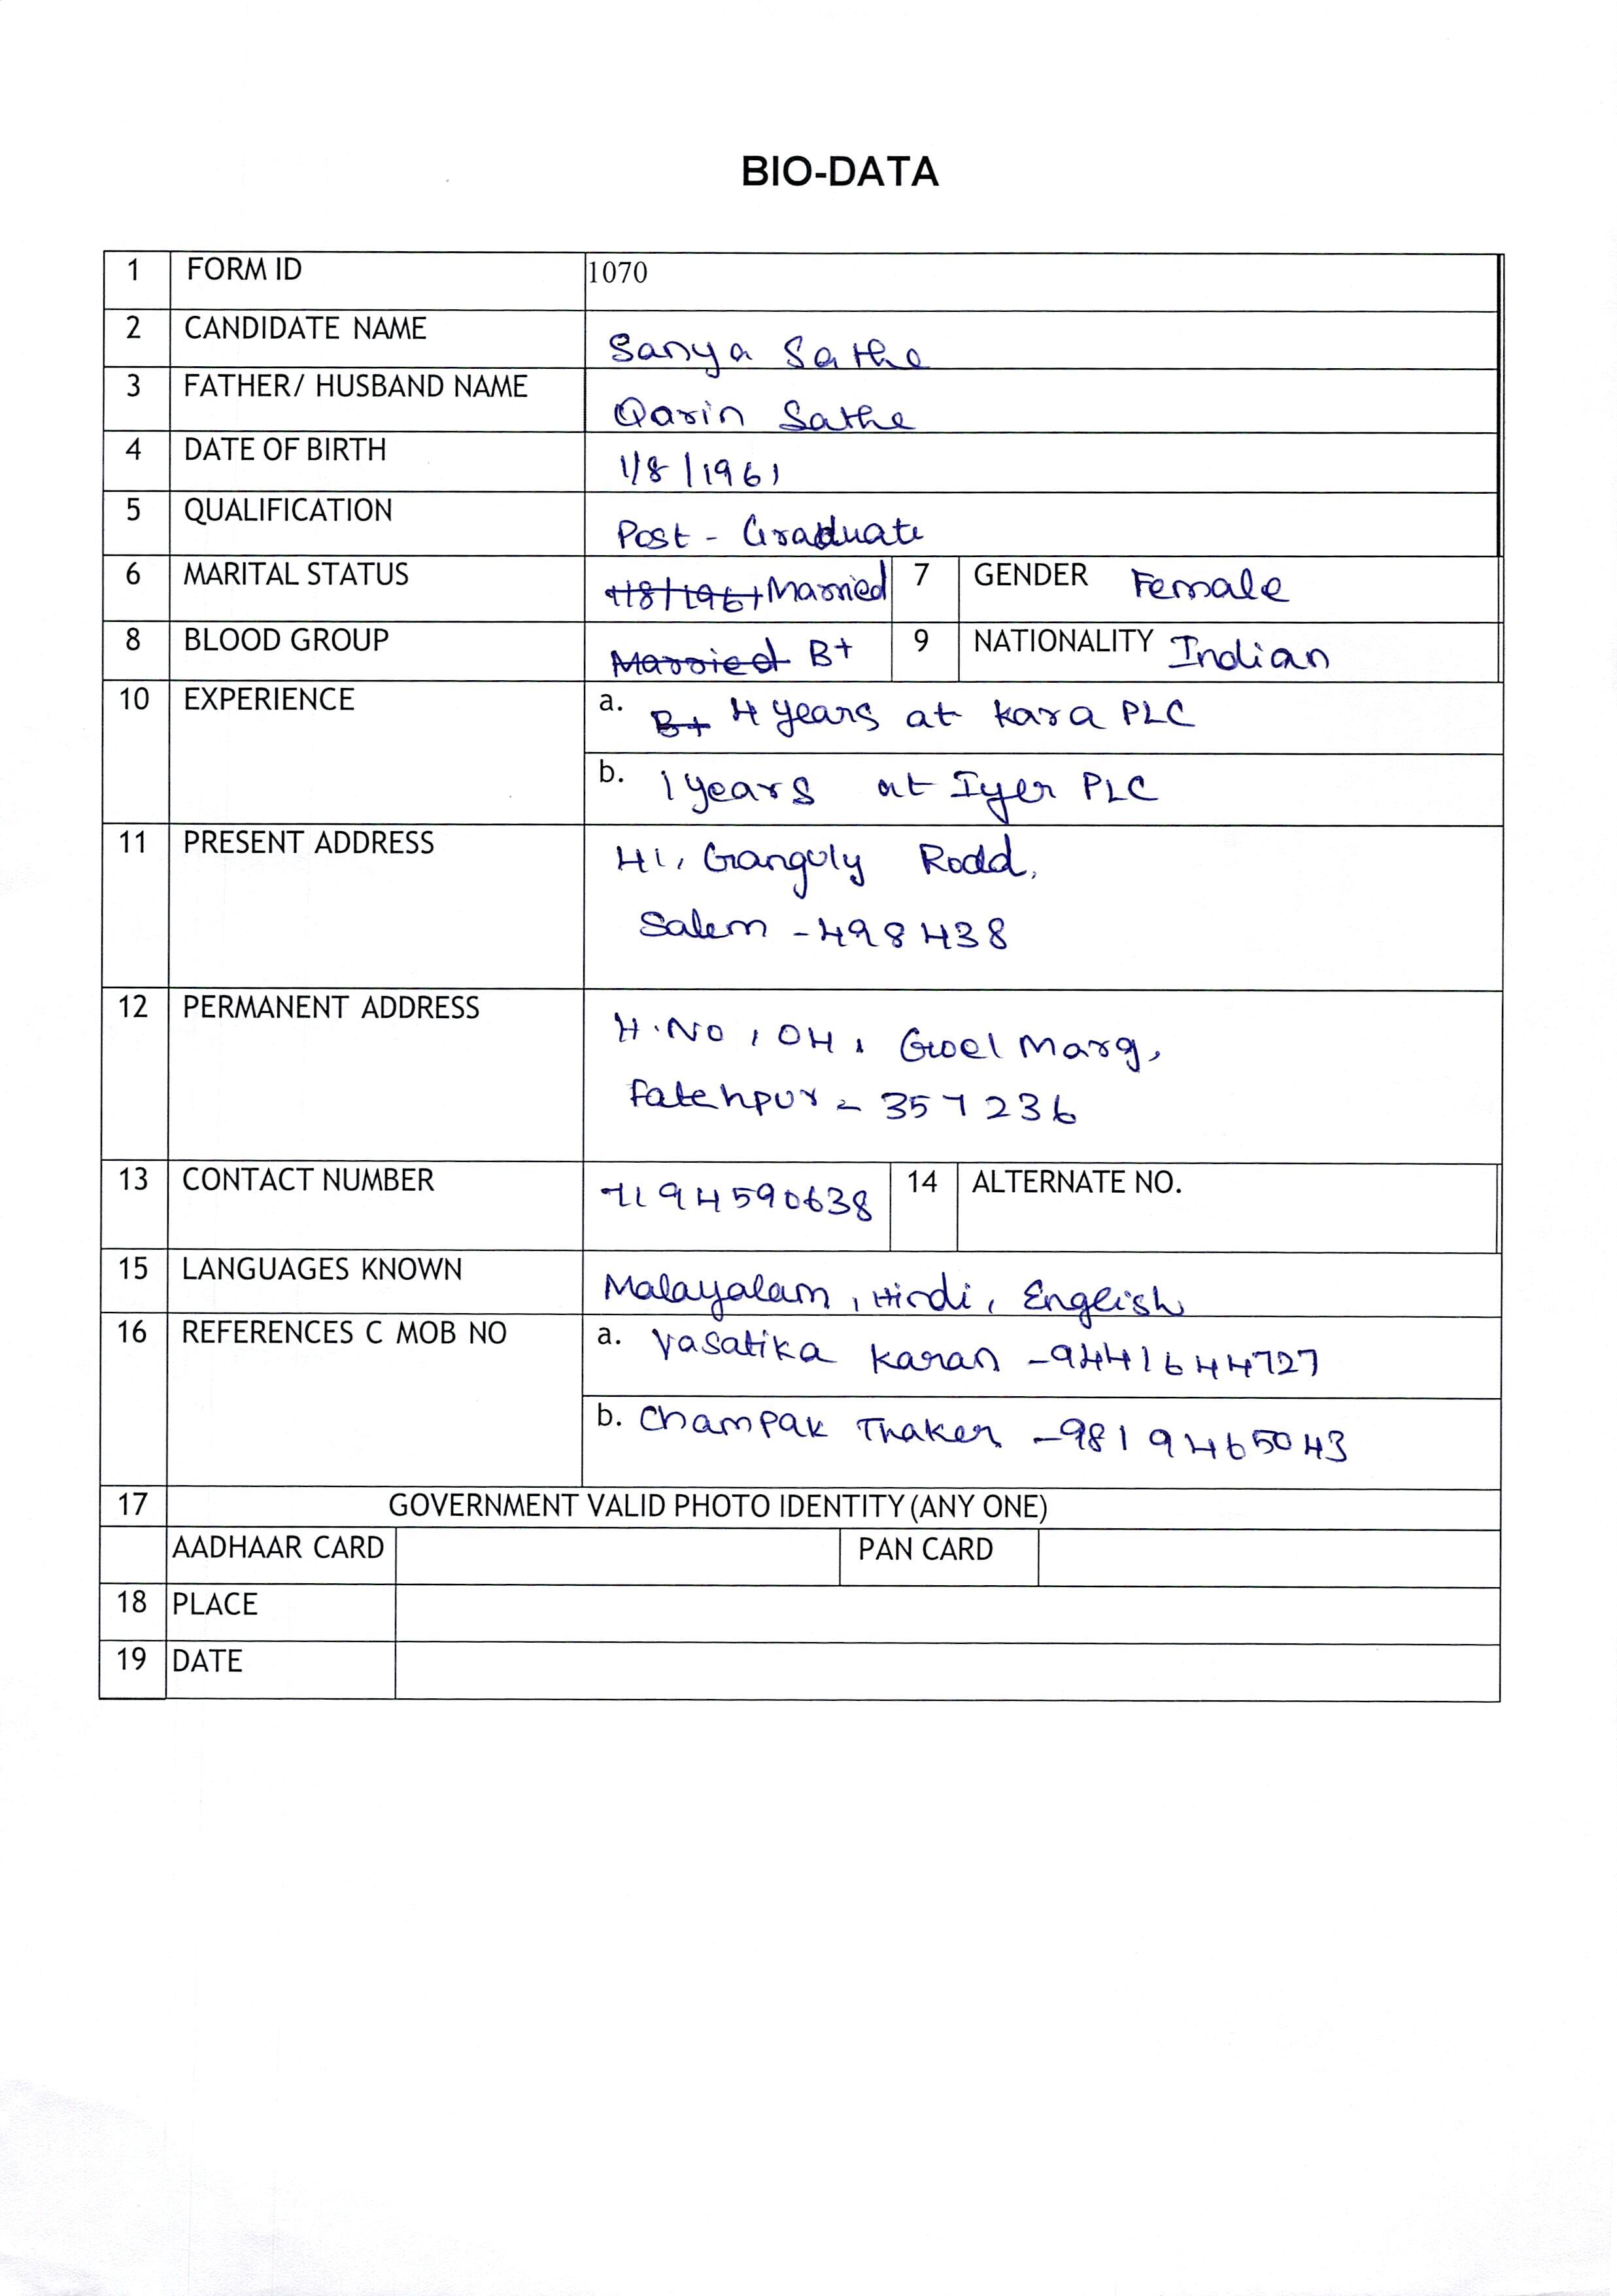 BIO-DATA
1 FORM ID 1070
2 CANDIDATE NAME Sanya Sathe
3 FATHER/ HUSBAND NAME Qarin Sathe
4 DATE OF BIRTH 1/8/1961
5 QUALIFICATION Post - Graduate
6 MARITAL STATUS 1/8/1961 Married 7 GENDER Female
8 BLOOD GROUP Married B+ 9 NATIONALITY Indian
10 EXPERIENCE a. B+ 4 years at Kara PLC
b. 1 years at Iyer PLC
11 PRESENT ADDRESS 41, Ganguly Road,
Salem - 498438
12 PERMANENT ADDRESS H.No, 04, Goel Marg,
Fatehpur - 357236
13 CONTACT NUMBER 7194590638 14 ALTERNATE NO.
15 LANGUAGES KNOWN Malayalam, Hindi, English
16 REFERENCES C MOB NO a. Vasatika Karan - 9441644727
b. Champak Thaker - 9819465043
17 GOVERNMENT VALID PHOTO IDENTITY (ANY ONE)
AADHAAR CARD PAN CARD
18 PLACE
19 DATE